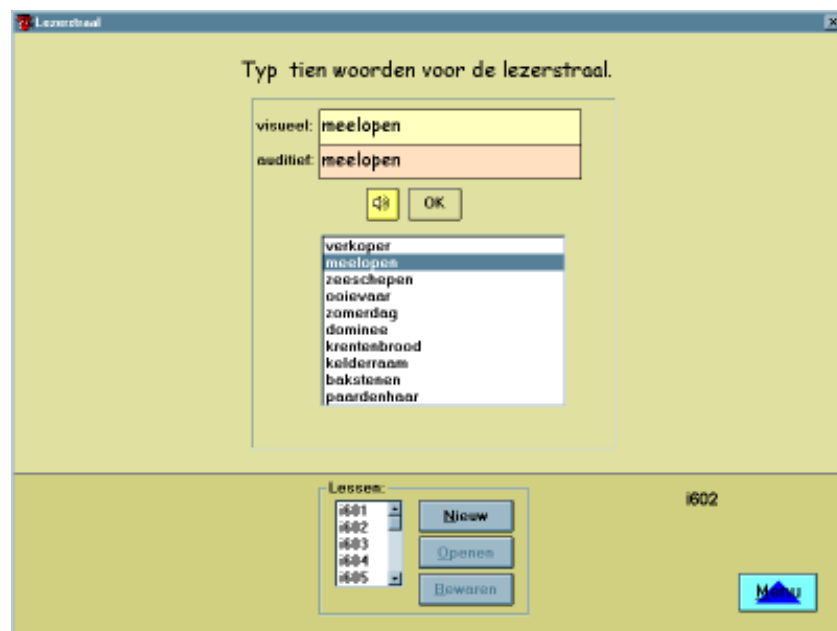 Lezerstraal
Typ tien woorden voor de lezerstraal.
visueel: meelopen
auditief: meelopen
OK
verkoper
meelopen
zeeschepen
ooievaar
zomerdag
dominee
krentenbrood
kelderraam
bakstenen
paardenhaar
Lessen:
i601
i602
i603
i604
i605
Nieuw
Openen
Bewaren
i602
Menu